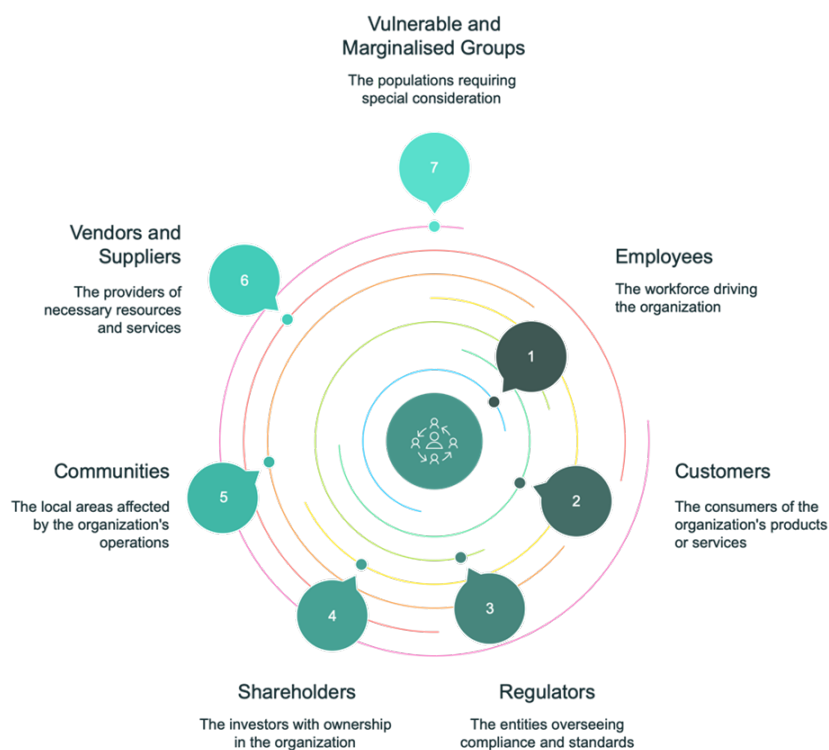 Vulnerable and
Marginalised Groups
The populations requiring
special consideration
7
Vendors and
Suppliers
The providers of
necessary resources
and services
6
Employees
The workforce driving
the organization
1
Communities
The local areas affected
by the organization's
operations
5
Customers
The consumers of the
organization's products
or services
2
4
3
Shareholders
The investors with ownership
in the organization
Regulators
The entities overseeing
compliance and standards